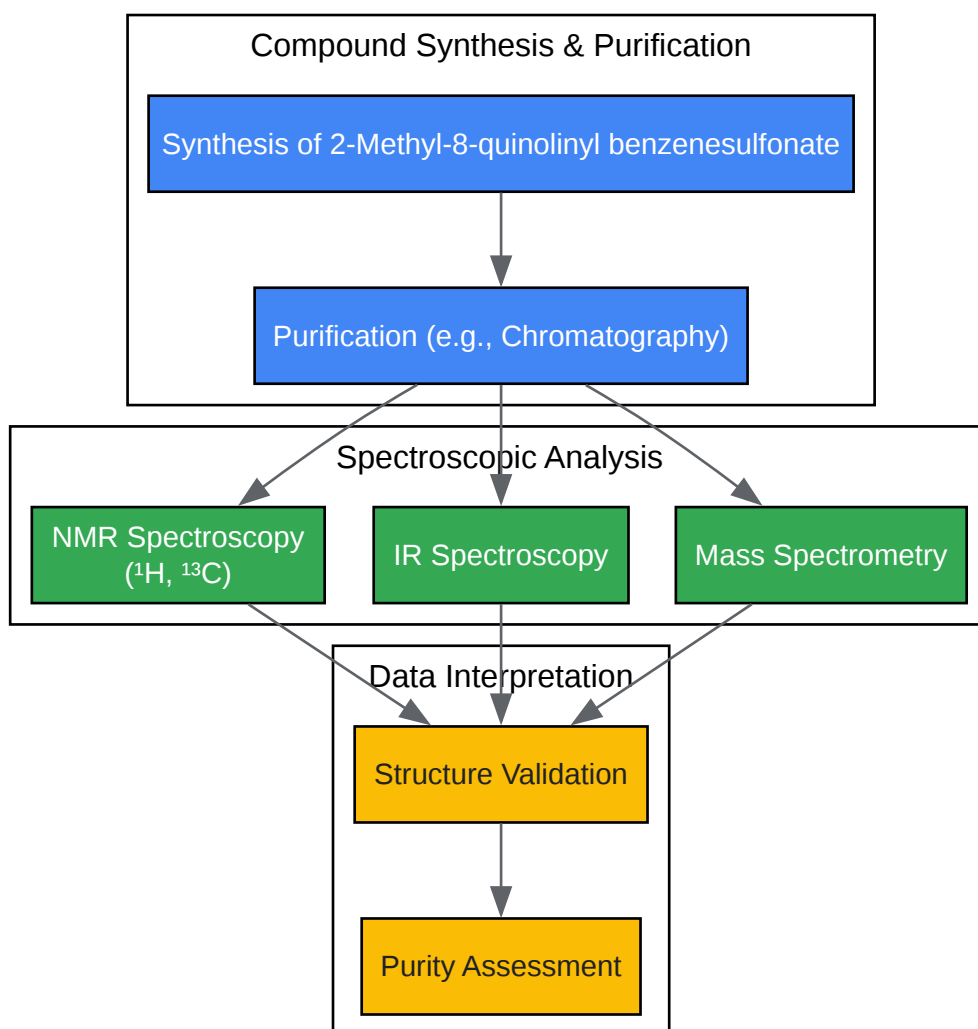 Compound Synthesis & Purification
Synthesis of 2-Methyl-8-quinolinyl benzenesulfonate
Purification (e.g., Chromatography)
Spectroscopic Analysis
NMR Spectroscopy
(¹H, ¹³C)
IR Spectroscopy
Mass Spectrometry
Data Interpretation
Structure Validation
Purity Assessment